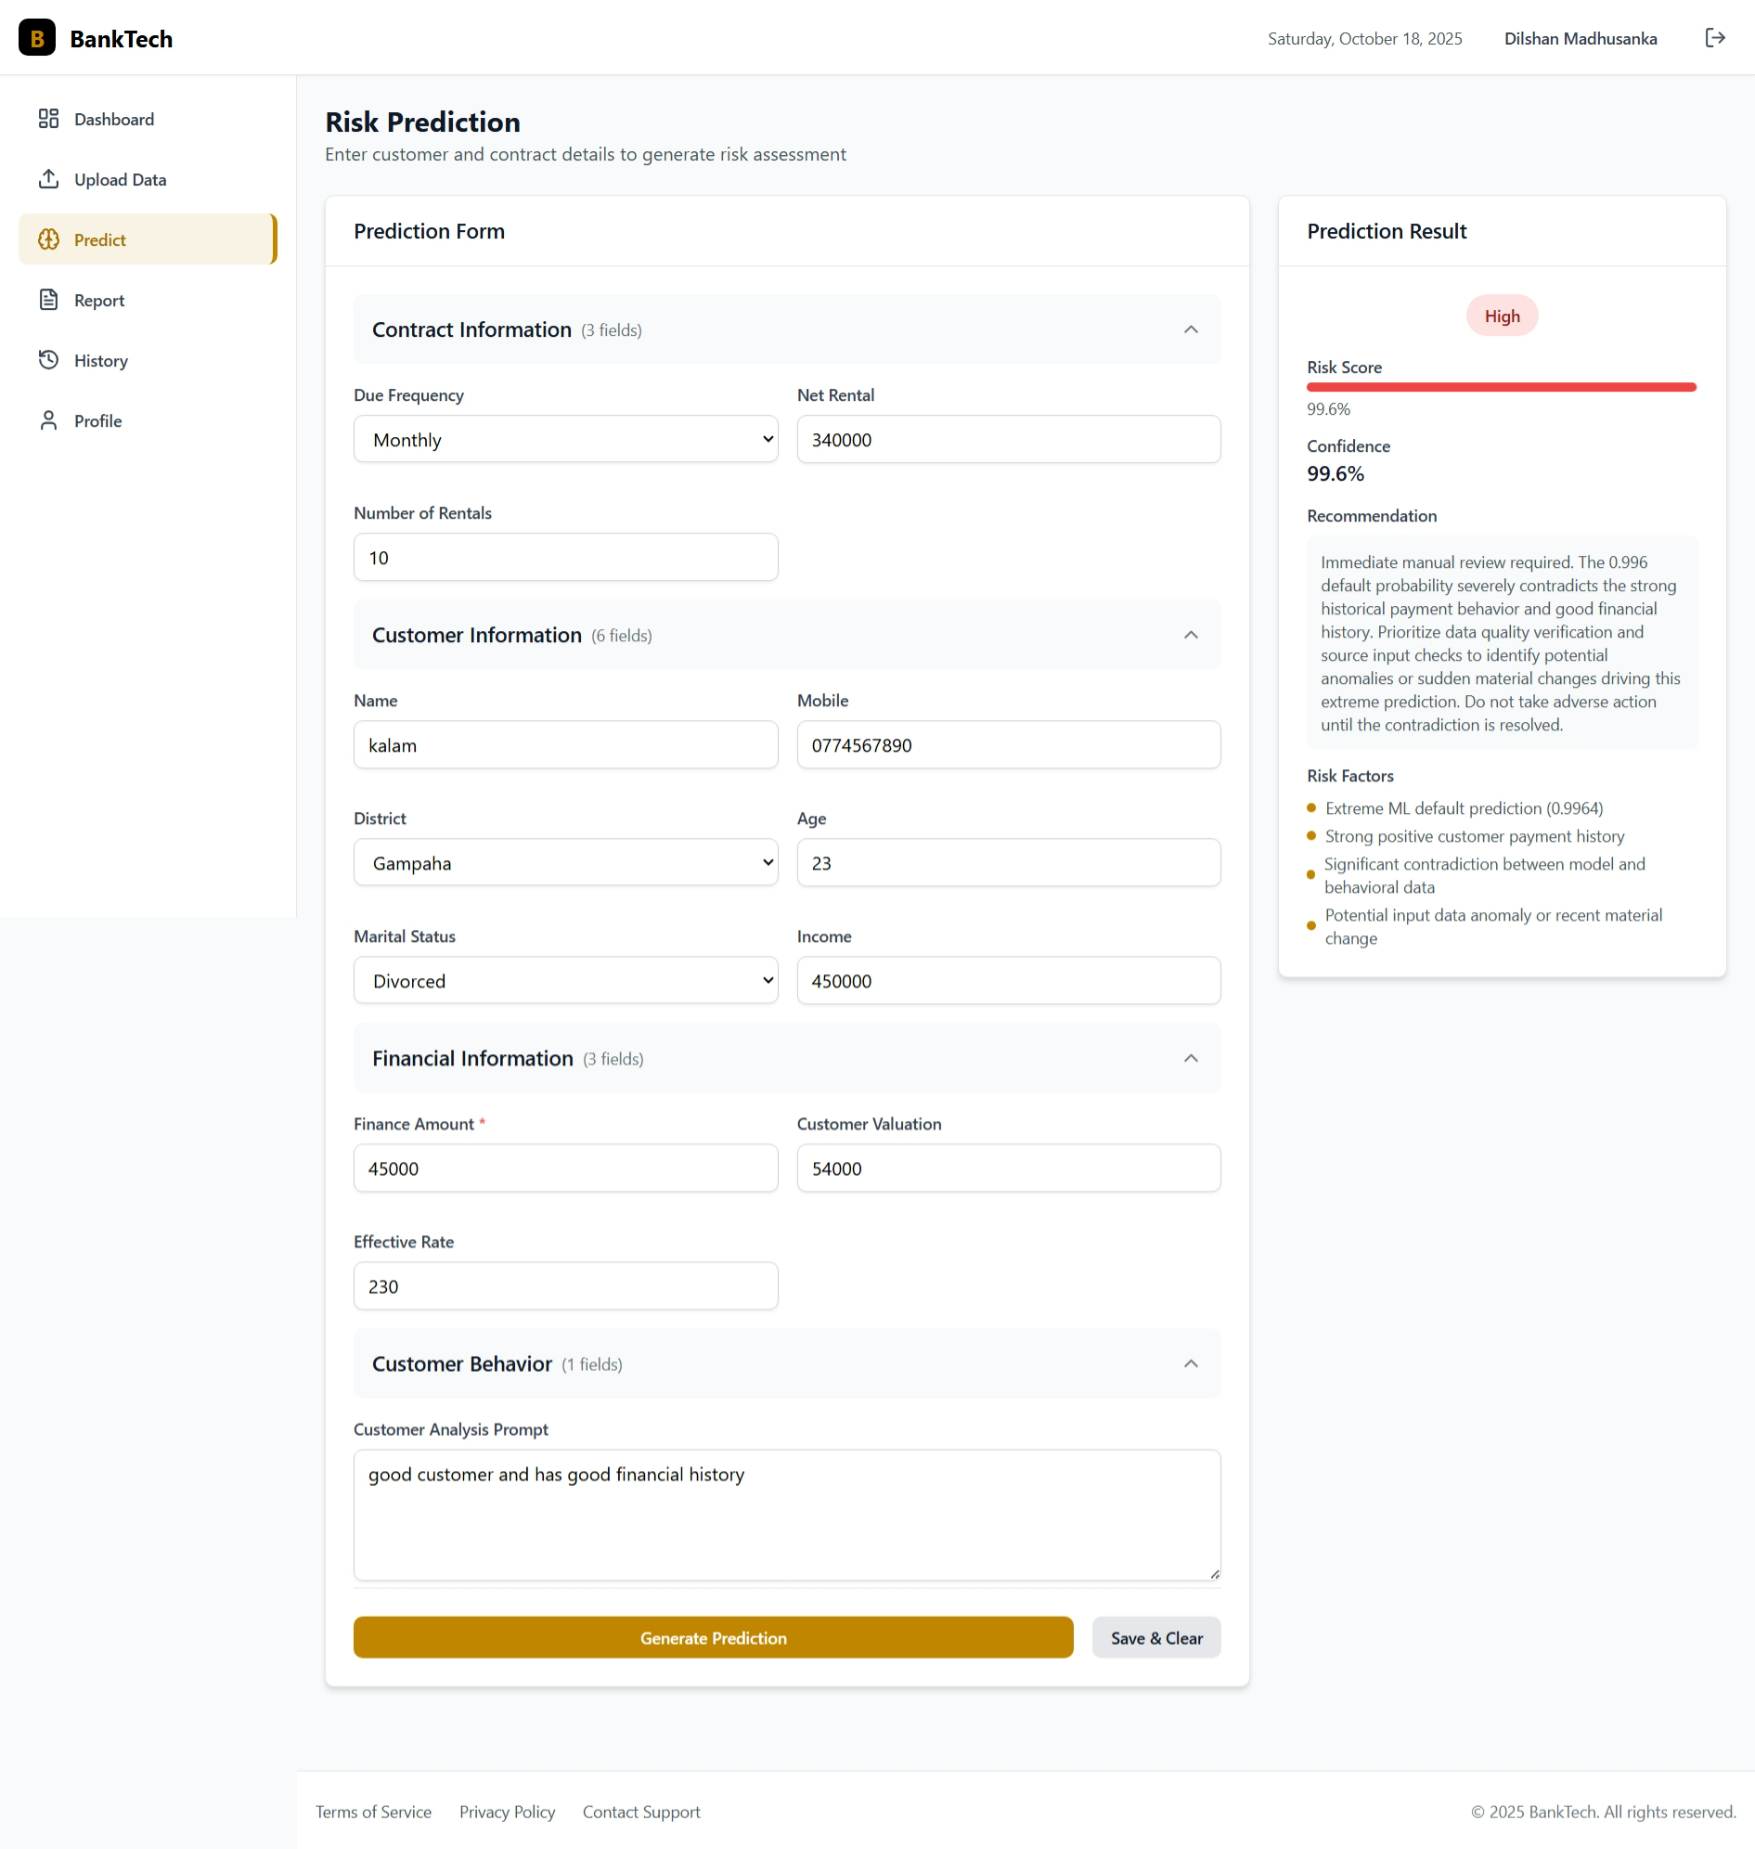 B BankTech
Saturday, October 18, 2025
Dilshan Madhusanka
Dashboard
Upload Data
Predict
Report
History
Profile
Risk Prediction
Enter customer and contract details to generate risk assessment
Prediction Form
Contract Information (3 fields)
Due Frequency
Net Rental
Monthly
340000
Number of Rentals
10
Customer Information (6 fields)
Name
Mobile
kalam
0774567890
District
Age
Gampaha
23
Marital Status
Income
Divorced
450000
Financial Information (3 fields)
Finance Amount *
Customer Valuation
45000
54000
Effective Rate
230
Customer Behavior (1 fields)
Customer Analysis Prompt
good customer and has good financial history
Generate Prediction
Save & Clear
Prediction Result
High
Risk Score
99.6%
Confidence
99.6%
Recommendation
Immediate manual review required. The 0.996
default probability severely contradicts the strong
historical payment behavior and good financial
history. Prioritize data quality verification and
source input checks to identify potential
anomalies or sudden material changes driving this
extreme prediction. Do not take adverse action
until the contradiction is resolved.
Risk Factors
Extreme ML default prediction (0.9964)
Strong positive customer payment history
Significant contradiction between model and
behavioral data
Potential input data anomaly or recent material
change
Terms of Service
Privacy Policy
Contact Support
© 2025 BankTech. All rights reserved.